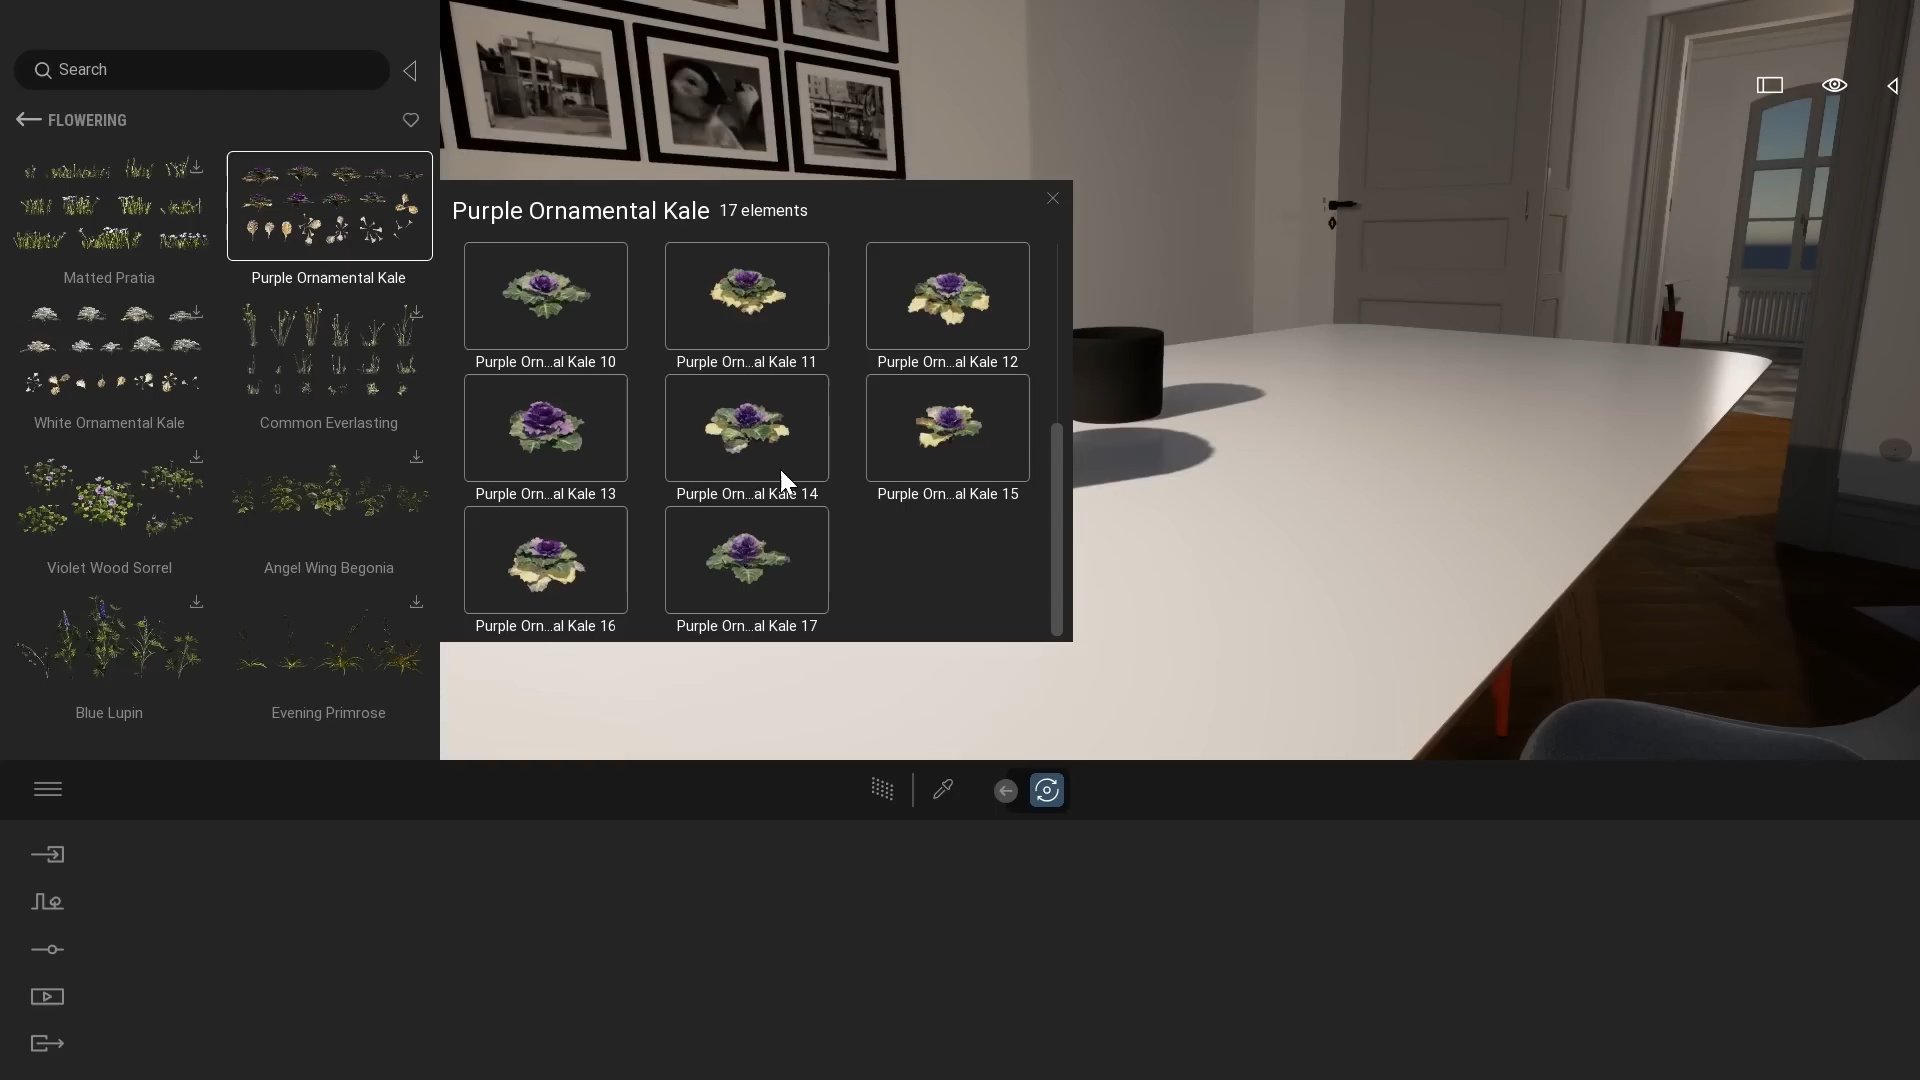 Search
FLOWERING
Matted Pratia
Purple Ornamental Kale
White Ornamental Kale
Common Everlasting
Violet Wood Sorrel
Angel Wing Begonia
Blue Lupin
Evening Primrose
Purple Ornamental Kale 17 elements
Purple Orn...al Kale 10
Purple Orn...al Kale 11
Purple Orn...al Kale 12
Purple Orn...al Kale 13
Purple Orn...al Kale 14
Purple Orn...al Kale 15
Purple Orn...al Kale 16
Purple Orn...al Kale 17